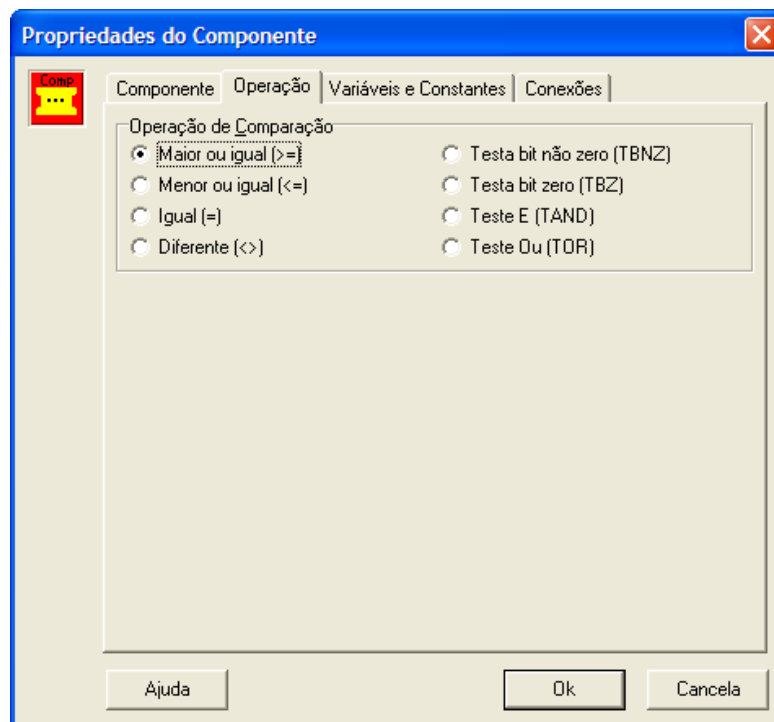 Propriedades do Componente
Comp
...
Componente Operação Variáveis e Constantes Conexões
Operação de Comparação
Maior ou igual (>=)
Menor ou igual (<=)
Igual (=)
Diferente (<>)
Testa bit não zero (TBNZ)
Testa bit zero (TBZ)
Teste E (TAND)
Teste Ou (TOR)
Ajuda Ok Cancela